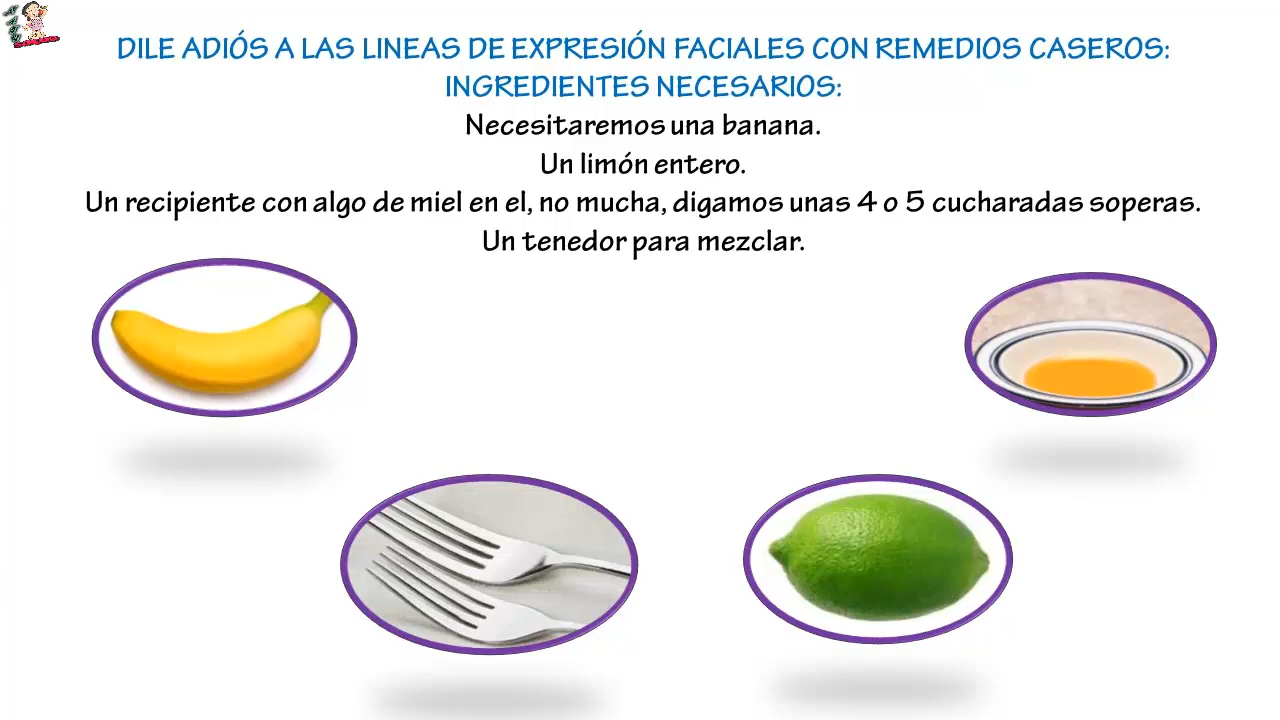 DILE ADIÓS A LAS LINEAS DE EXPRESIÓN FACIALES CON REMEDIOS CASEROS:
INGREDIENTES NECESARIOS:
Necesitaremos una banana.
Un limón entero.
Un recipiente con algo de miel en el, no mucha, digamos unas 4 o 5 cucharadas soperas.
Un tenedor para mezclar.